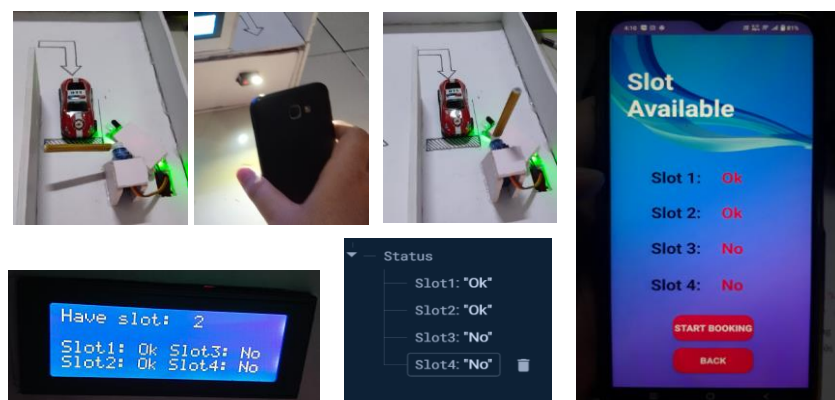 Have slot: 2
Slot1: Ok Slot3: No
Slot2: Ok Slot4: No
Status
Slot1: "Ok"
Slot2: "Ok"
Slot3: "No"
Slot4: "No"
Slot
Available
Slot 1: Ok
Slot 2: Ok
Slot 3: No
Slot 4: No
START BOOKING
BACK